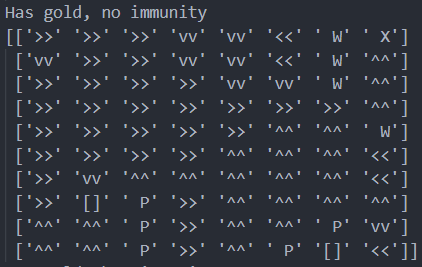 Has gold, no immunity
[['>>' '>>' '>>' 'vv' 'vv' '<<' ' W' ' X']
['vv' '>>' '>>' 'vv' 'vv' '<<' ' W' '^^']
['>>' '>>' '>>' '>>' 'vv' 'vv' ' W' '^^']
['>>' '>>' '>>' '>>' '>>' '>>' '>>' '^^']
['>>' '>>' '>>' '>>' '>>' '^^' '^^' ' W']
['>>' '>>' '>>' '>>' '^^' '^^' '^^' '<<']
['>>' 'vv' '^^' '^^' '^^' '^^' '^^' '<<']
['>>' '[]' ' P' '>>' '^^' '^^' '^^' '^^']
['^^' '^^' ' P' '>>' '^^' '^^' ' P' 'vv']
['^^' '^^' ' P' '>>' '^^' ' P' '[]' '<<']]